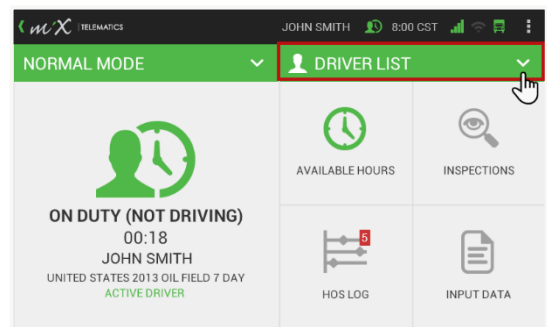 miX TELEMATICS JOHN SMITH 8:00 CST
NORMAL MODE DRIVER LIST
AVAILABLE HOURS INSPECTIONS
ON DUTY (NOT DRIVING)
00:18
JOHN SMITH
UNITED STATES 2013 OIL FIELD 7 DAY
ACTIVE DRIVER
5
HOS LOG INPUT DATA